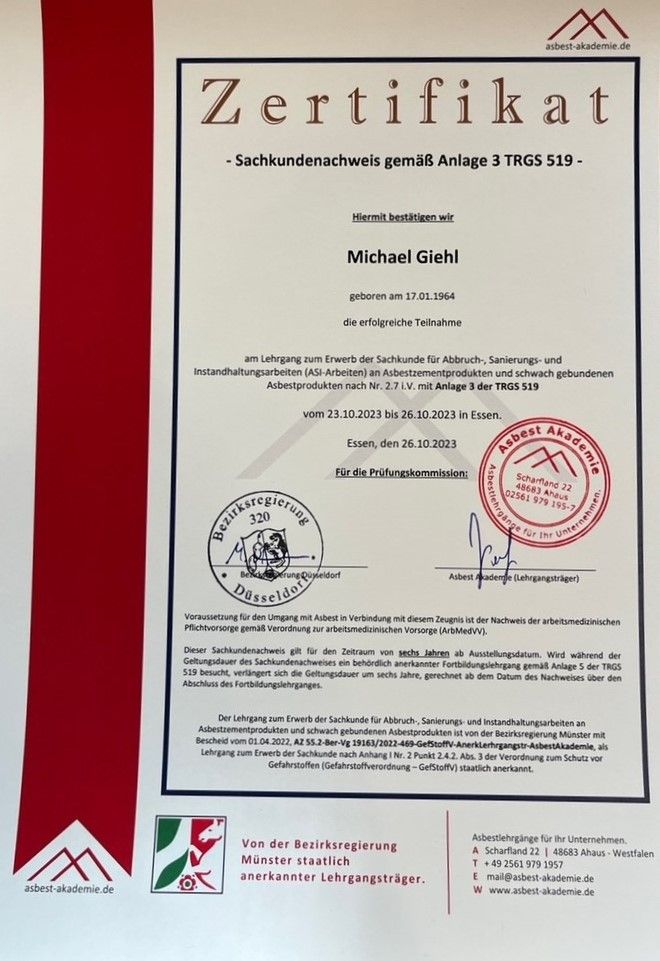 asbest-akademie.de
Zertifikat
- Sachkundenachweis gemäß Anlage 3 TRGS 519 -
Hiermit bestätigen wir
Michael Giehl
geboren am 17.01.1964
die erfolgreiche Teilnahme
am Lehrgang zum Erwerb der Sachkunde für Abbruch-, Sanierungs- und
Instandhaltungsarbeiten (ASI-Arbeiten) an Asbestzementprodukten und schwach gebundenen
Asbestprodukten nach Nr. 2.7 i.V. mit Anlage 3 der TRGS 519
vom 23.10.2023 bis 26.10.2023 in Essen.
Essen, den 26.10.2023
Für die Prüfungskommission:
Asbest Akademie
Scharfland 22
48683 Ahaus
02561 979 195-7
Asbestlehrgänge für Ihr Unternehmen.
Bezirksregierung
320
Düsseldorf
Bezirksregierung Düsseldorf
Asbest Akademie (Lehrgangsträger)
Voraussetzung für den Umgang mit Asbest in Verbindung mit diesem Zeugnis ist der Nachweis der arbeitsmedizinischen
Pflichtvorsorge gemäß Verordnung zur arbeitsmedizinischen Vorsorge (ArbMedVV).
Dieser Sachkundenachweis gilt für den Zeitraum von sechs Jahren ab Ausstellungsdatum. Wird während der
Geltungsdauer des Sachkundenachweises ein behördlich anerkannter Fortbildungslehrgang gemäß Anlage 5 der TRGS
519 besucht, verlängert sich die Geltungsdauer um sechs Jahre, gerechnet ab dem Datum des Nachweises über den
Abschluss des Fortbildungslehrganges.
Der Lehrgang zum Erwerb der Sachkunde für Abbruch-, Sanierungs- und Instandhaltungsarbeiten an
Asbestzementprodukten und schwach gebundenen Asbestprodukten ist von der Bezirksregierung Münster mit
Bescheid vom 01.04.2022, AZ 55.2-Ber-Vg 19163/2022-469-GefStoffV-AnerkLerhrgangstr-AsbestAkademie, als
Lehrgang zum Erwerb der Sachkunde nach Anhang I Nr. 2 Punkt 2.4.2. Abs. 3 der Verordnung zum Schutz vor
Gefahrstoffen (Gefahrstoffverordnung – GefStoffV) staatlich anerkannt.
asbest-akademie.de
Von der Bezirksregierung
Münster staatlich
anerkannter Lehrgangsträger.
Asbestlehrgänge für Ihr Unternehmen.
A Scharfland 22 | 48683 Ahaus - Westfalen
T +49 2561 979 1957
E mail@asbest-akademie.de
W www.asbest-akademie.de